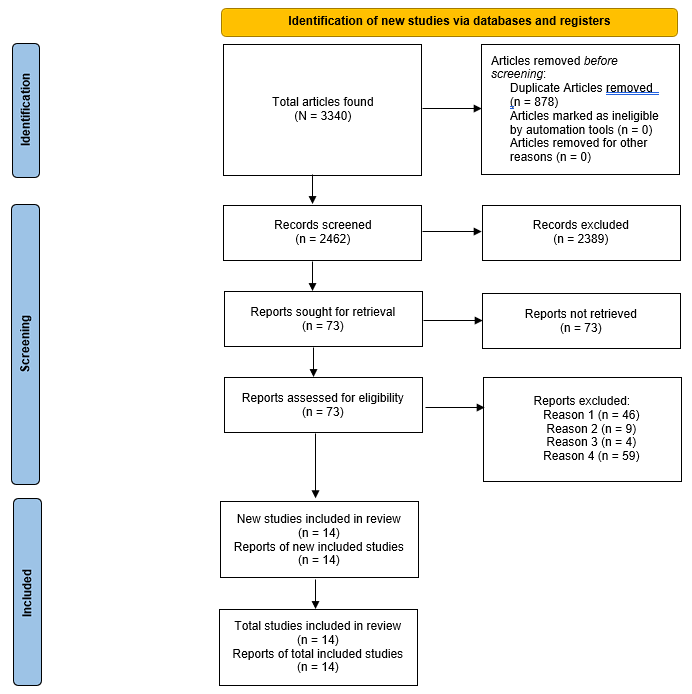 Identification of new studies via databases and registers
Identification
Total articles found
(N = 3340)
Articles removed before
screening:
Duplicate Articles removed
(n = 878)
Articles marked as ineligible
by automation tools (n = 0)
Articles removed for other
reasons (n = 0)
Screening
Records screened
(n = 2462)
Records excluded
(n = 2389)
Reports sought for retrieval
(n = 73)
Reports not retrieved
(n = 73)
Reports assessed for eligibility
(n = 73)
Reports excluded:
Reason 1 (n = 46)
Reason 2 (n = 9)
Reason 3 (n = 4)
Reason 4 (n = 59)
Included
New studies included in review
(n = 14)
Reports of new included studies
(n = 14)
Total studies included in review
(n = 14)
Reports of total included studies
(n = 14)